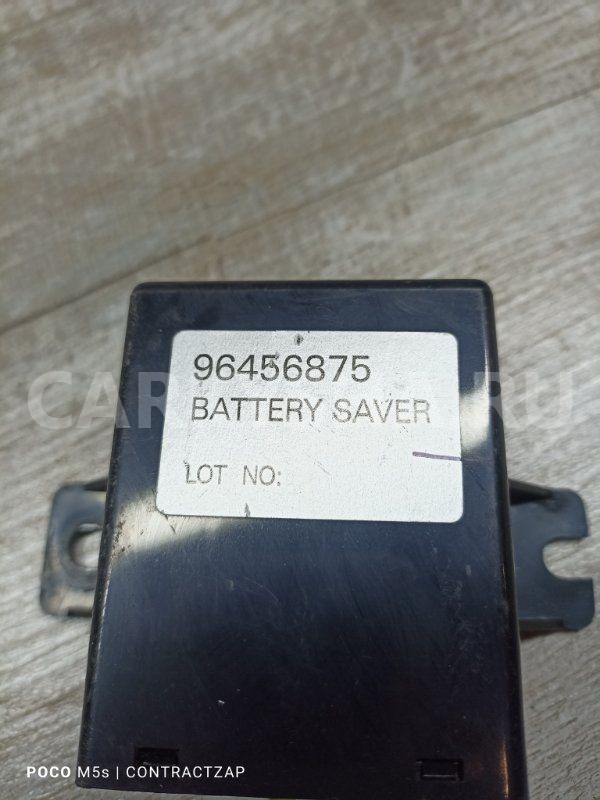 96456875
BATTERY SAVER
LOT NO:
POCO M5s | CONTRACTZAP